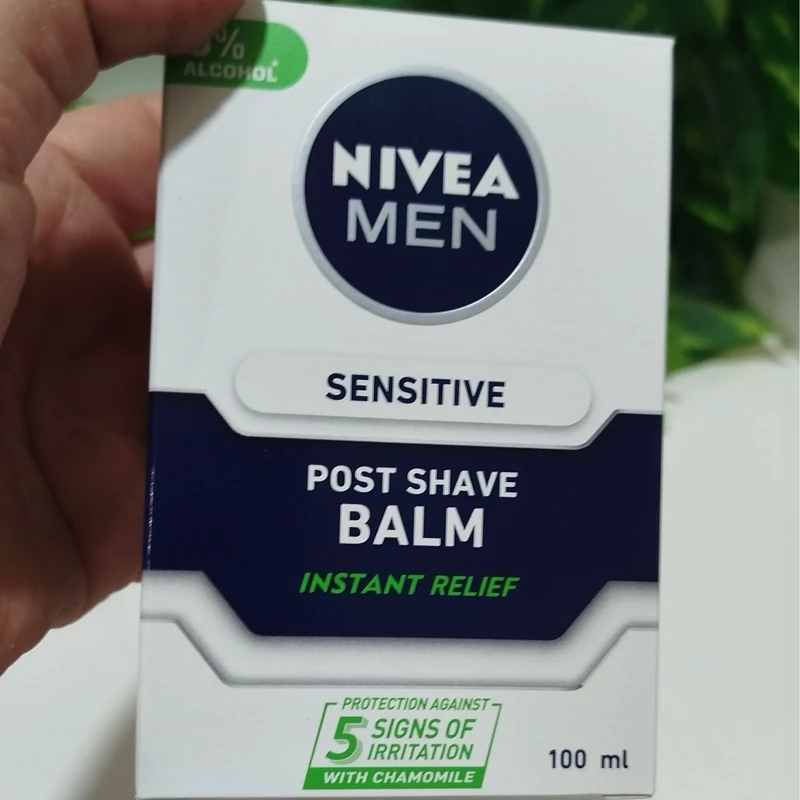 ALCOHOL*
NIVEA
MEN
SENSITIVE
POST SHAVE
BALM
INSTANT RELIEF
PROTECTION AGAINST
5 SIGNS OF
IRRITATION
WITH CHAMOMILE
100 ml